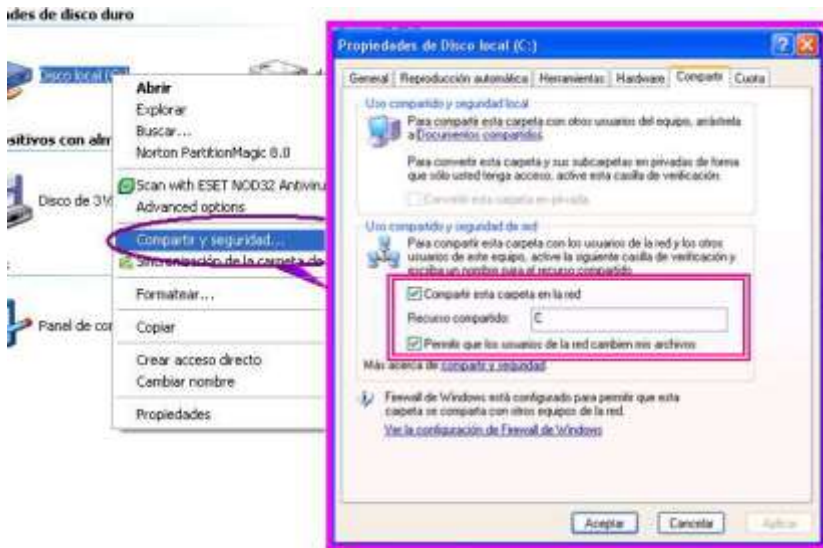 ades de disco duro
Disco local (C:)
Abrir
Explorar
Buscar...
Norton PartitionMagic 8.0
Scan with ESET NOD32 Antiviru
Advanced options
Compartir y seguridad...
Sincronización de la carpeta de
Formatear...
Copiar
Crear acceso directo
Cambiar nombre
Propiedades
sitivos con alm
Disco de 3½
Panel de con
Propiedades de Disco local (C:)
General Reproducción automática Herramientas Hardware Compartir Cuota
Uso compartido y seguridad local
Para compartir esta carpeta con otros usuarios del equipo, arrástrela
a Documentos compartidos.
Para convertir esta carpeta y sus subcarpetas en privadas de forma
que sólo usted tenga acceso, active esta casilla de verificación.
Convertir esta carpeta en privada
Uso compartido y seguridad de red
Para compartir esta carpeta con los usuarios de la red y los otros
usuarios de este equipo, active la siguiente casilla de verificación y
escriba un nombre para el recurso compartido.
Compartir esta carpeta en la red
Recurso compartido: C
Permitir que los usuarios de la red cambien mis archivos
Más acerca de compartir y seguridad.
Firewall de Windows está configurado para permitir que esta
carpeta se comparta con otros equipos de la red.
Ver la configuración de Firewall de Windows
Aceptar Cancelar Aplicar